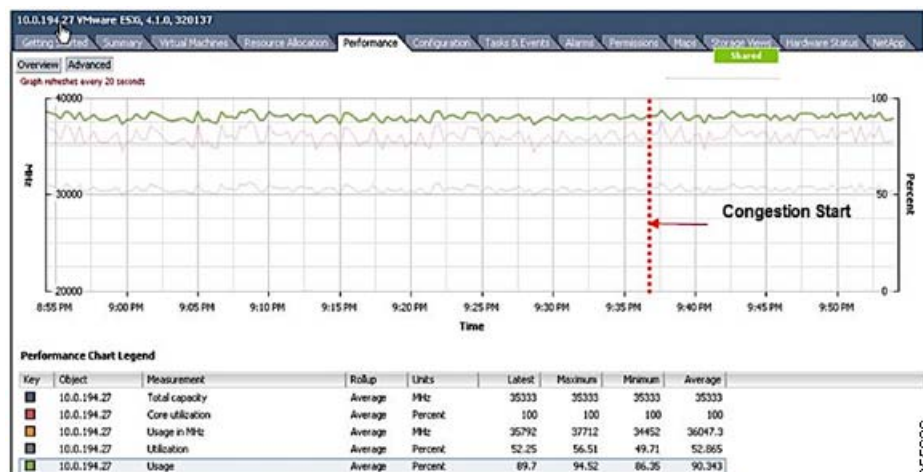 10.0.194.27 VMware ESXi, 4.1.0, 320137
Getting Started Summary Virtual Machines Resource Allocation Performance Configuration Tasks & Events Alarms Permissions Maps Storage Views Hardware Status NetApp
Shared
Overview Advanced
Graph refreshes every 20 seconds
40000 100
MHz
30000 50
Percent
Congestion Start
20000 0
8:55 PM 9:00 PM 9:05 PM 9:10 PM 9:15 PM 9:20 PM 9:25 PM 9:30 PM 9:35 PM 9:40 PM 9:45 PM 9:50 PM
Time
Performance Chart Legend
Key Object Measurement Rollup Units Latest Maximum Minimum Average
10.0.194.27 Total capacity Average MHz 35333 35333 35333 35333
10.0.194.27 Core utilization Average Percent 100 100 100 100
10.0.194.27 Usage in MHz Average MHz 35792 37712 34452 36047.3
10.0.194.27 Utilization Average Percent 52.25 56.51 49.71 52.865
10.0.194.27 Usage Average Percent 89.7 94.52 86.35 90.343